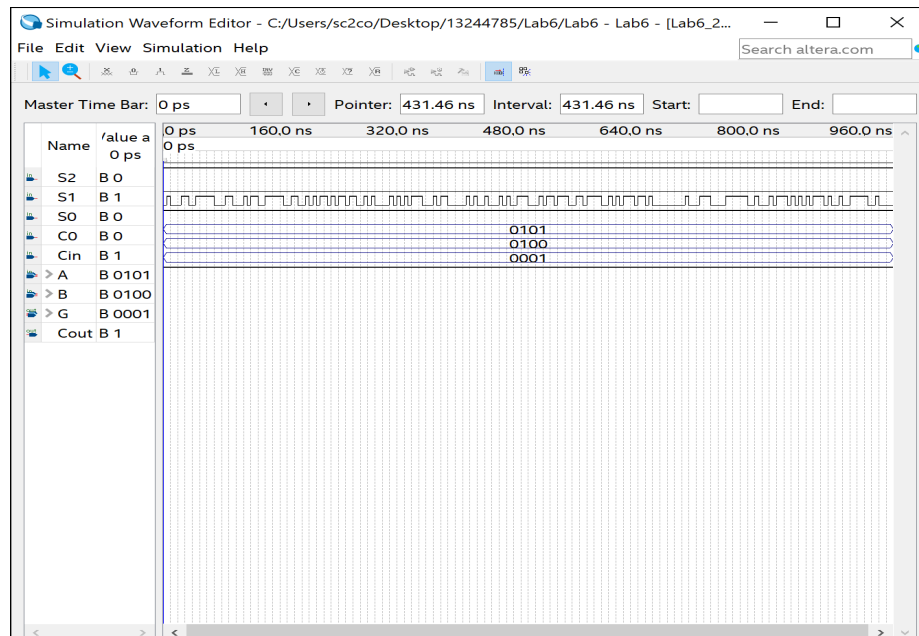 Simulation Waveform Editor - C:/Users/sc2co/Desktop/13244785/Lab6/Lab6 - Lab6 - [Lab6_2...
File Edit View Simulation Help
Search altera.com
Master Time Bar: 0 ps Pointer: 431.46 ns Interval: 431.46 ns Start: End:
Name /alue a 0 ps
0 ps 160,0 ns 320,0 ns 480,0 ns 640,0 ns 800,0 ns 960.0 ns
0 ps
S2 B 0
S1 B 1
S0 B 0
C0 B 0
Cin B 1
> A B 0101
> B B 0100
> G B 0001
Cout B 1
0101
0100
0001